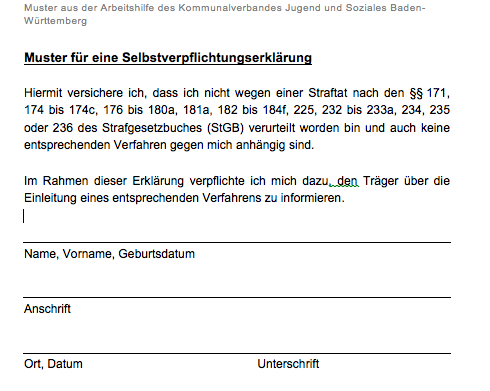 Muster aus der Arbeitshilfe des Kommunalverbandes Jugend und Soziales Baden-
Württemberg
Muster für eine Selbstverpflichtungserklärung
Hiermit versichere ich, dass ich nicht wegen einer Straftat nach den §§ 171,
174 bis 174c, 176 bis 180a, 181a, 182 bis 184f, 225, 232 bis 233a, 234, 235
oder 236 des Strafgesetzbuches (StGB) verurteilt worden bin und auch keine
entsprechenden Verfahren gegen mich anhängig sind.
Im Rahmen dieser Erklärung verpflichte ich mich dazu, den Träger über die
Einleitung eines entsprechenden Verfahrens zu informieren.
Name, Vorname, Geburtsdatum
Anschrift
Ort, Datum Unterschrift